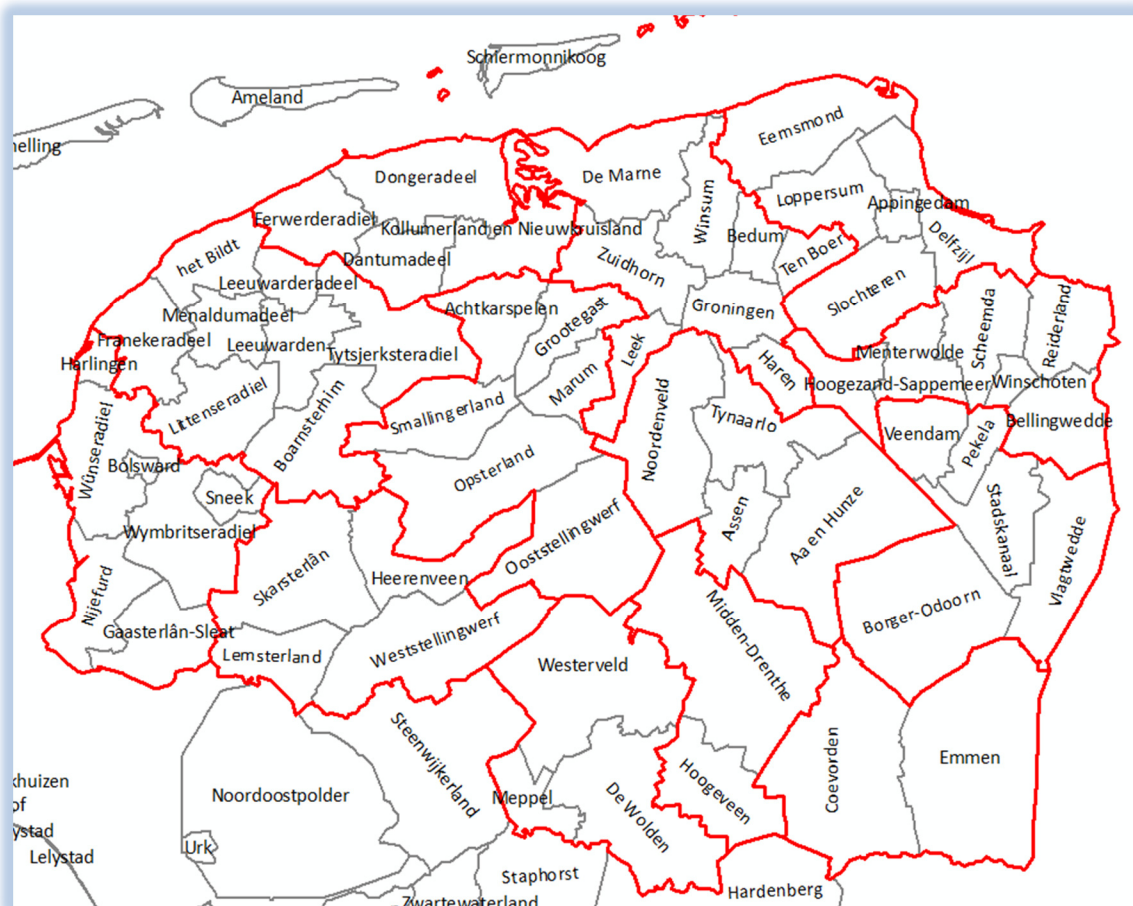 Schiermonnikoog
Ameland
nelling
Eemsmond
Dongeradeel
De Marne
Loppersum
Appingedam
Winsum
Eerwerderadiel
Kollumerland en Nieuwkruisland
Bedum
Ten Boer
Delfzijl
het Bildt
Dantumadeel
Zuidhorn
Leeuwarderadeel
Slochteren
Achtkarspelen
Groningen
Menaldumadeel
Grootegast
Scheemda
Reiderland
Franekeradeel
Leeuwarden
Tytsjerksteradiel
Leek
Menterwolde
Harlingen
Haren
Marum
Hoogezand-Sappemeer
Winschoten
Littenseradiel
Boarnsterhim
Smallingerland
Noordenveld
Tynaarlo
Veendam
Pekela
Bellingwedde
Wûnseradiel
Bolsward
Opsterland
Sneek
Assen
Aa en Hunze
Stadskanaal
Wymbritseradiel
Ooststellingwerf
Vlagtwedde
Skarsterlân
Heerenveen
Nijefurd
Borger-Odoorn
Gaasterlân-Sleat
Weststellingwerf
Midden-Drenthe
Lemsterland
Westerveld
Steenwijkerland
Coevorden
Emmen
khuizen
of
ystad
Noordoostpolder
Meppel
Hoogeveen
De Wolden
Urk
Lelystad
Staphorst
Hardenberg
Zwartewaterland